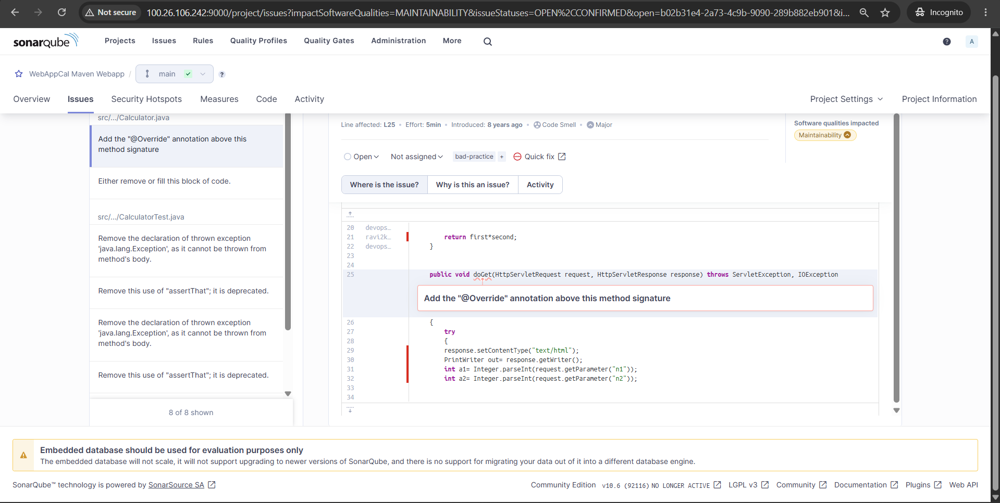 Not secure
100.26.106.242:9000/project/issues?impactSoftwareQualities=MAINTAINABILITY&issueStatuses=OPEN%2CCONFIRMED&open=b02b31e4-2a73-4c9b-9090-289b882eb901&i...
Incognito
sonarqube
Projects
Issues
Rules
Quality Profiles
Quality Gates
Administration
More
?
A
WebAppCal Maven Webapp /
main
?
Overview
Issues
Security Hotspots
Measures
Code
Activity
Project Settings
Project Information
src/.../Calculator.java
Add the "@Override" annotation above this
method signature
Either remove or fill this block of code.
src/.../CalculatorTest.java
Remove the declaration of thrown exception
'java.lang.Exception', as it cannot be thrown from
method's body.
Remove this use of "assertThat"; it is deprecated.
Remove the declaration of thrown exception
'java.lang.Exception', as it cannot be thrown from
method's body.
Remove this use of "assertThat"; it is deprecated.
8 of 8 shown
Line affected: L25 • Effort: 5min • Introduced: 8 years ago • Code Smell • Major
Software qualities impacted
Maintainability
Open
Not assigned
bad-practice
+
Quick fix
Where is the issue?
Why is this an issue?
Activity
20 devops...
21 ravi2k... return first*second;
22 devops... }
23
24
25 public void doGet(HttpServletRequest request, HttpServletResponse response) throws ServletException, IOException
Add the "@Override" annotation above this method signature
26 {
27 try
28 {
29 response.setContentType("text/html");
30 PrintWriter out= response.getWriter();
31 int a1= Integer.parseInt(request.getParameter("n1"));
32 int a2= Integer.parseInt(request.getParameter("n2"));
33
34
Embedded database should be used for evaluation purposes only
The embedded database will not scale, it will not support upgrading to newer versions of SonarQube, and there is no support for migrating your data out of it into a different database engine.
SonarQube™ technology is powered by SonarSource SA
Community Edition
v10.6 (92116) NO LONGER ACTIVE
LGPL v3
Community
Documentation
Plugins
Web API